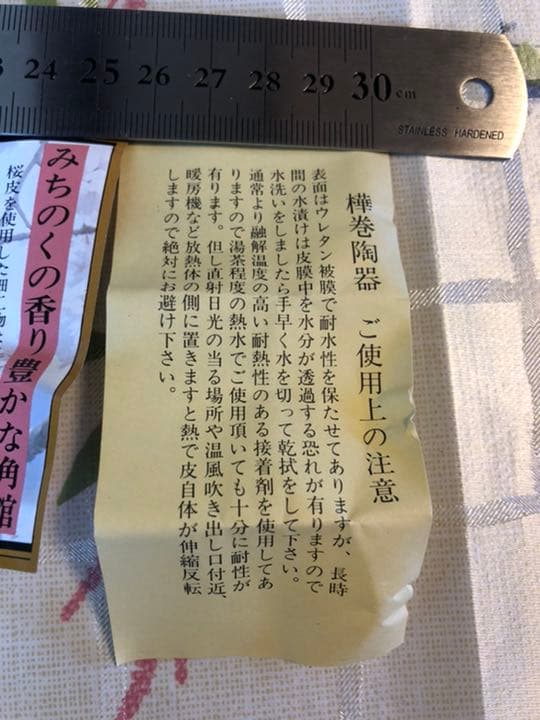 23 24 25 26 27 28 29 30 cm
STAINLESS HARDENED
樺巻陶器 ご使用上の注意
表面はウレタン被膜で耐水性を保たせてありますが、長時
間の水漬けは皮膜中を水分が透過する恐れが有りますので
水洗いをしましたら手早く水を切って乾拭をして下さい。
通常より融解温度の高い耐熱性のある接着剤を使用してあ
りますので湯茶程度の熱水でご使用頂いても十分に耐性が
有ります。但し直射日光の当る場所や温風吹き出し口付近、
暖房機など放熱体の側に置きますと熱で皮自体が伸縮反転
しますので絶対にお避け下さい。
みちのくの香り豊かな角館
桜皮を使用した細工物は